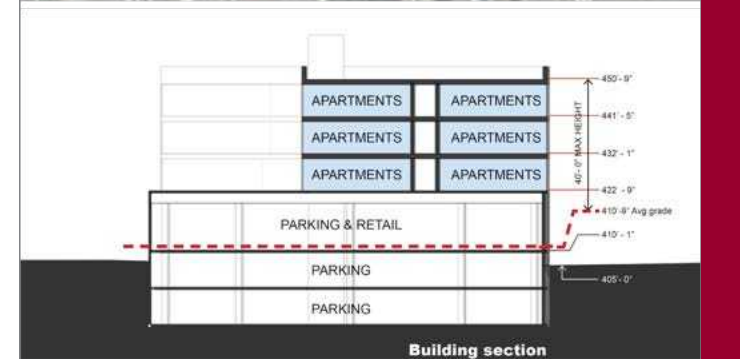 450'- 9"
APARTMENTS APARTMENTS
441' - 5"
APARTMENTS APARTMENTS
40'- 0" MAX HEIGHT
432' - 1"
APARTMENTS APARTMENTS
422' - 9"
410'-9" Avg grade
PARKING & RETAIL
410' - 1"
PARKING
405'- 0"
PARKING
Building section